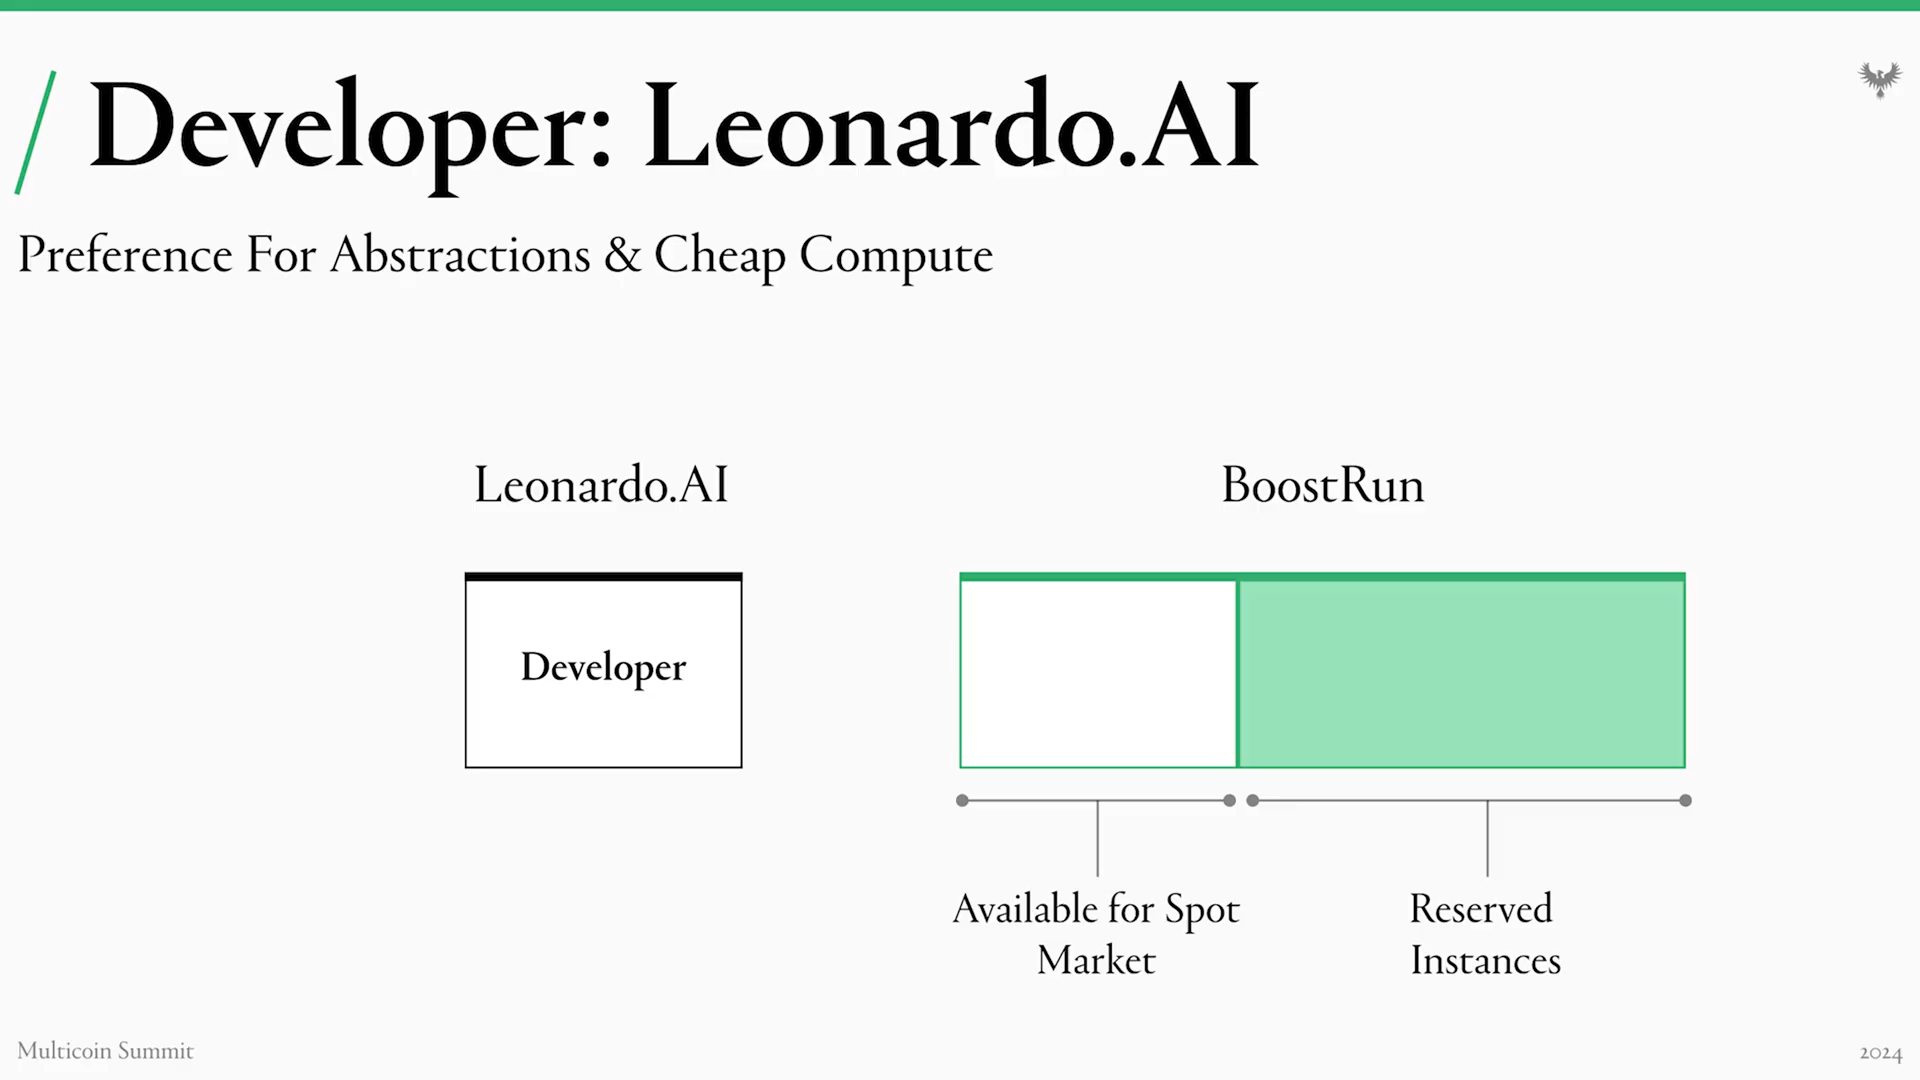 Developer: Leonardo.AI
Preference For Abstractions & Cheap Compute
Leonardo.AI
BoostRun
Developer
Available for Spot
Market
Reserved
Instances
Multicoin Summit
2024